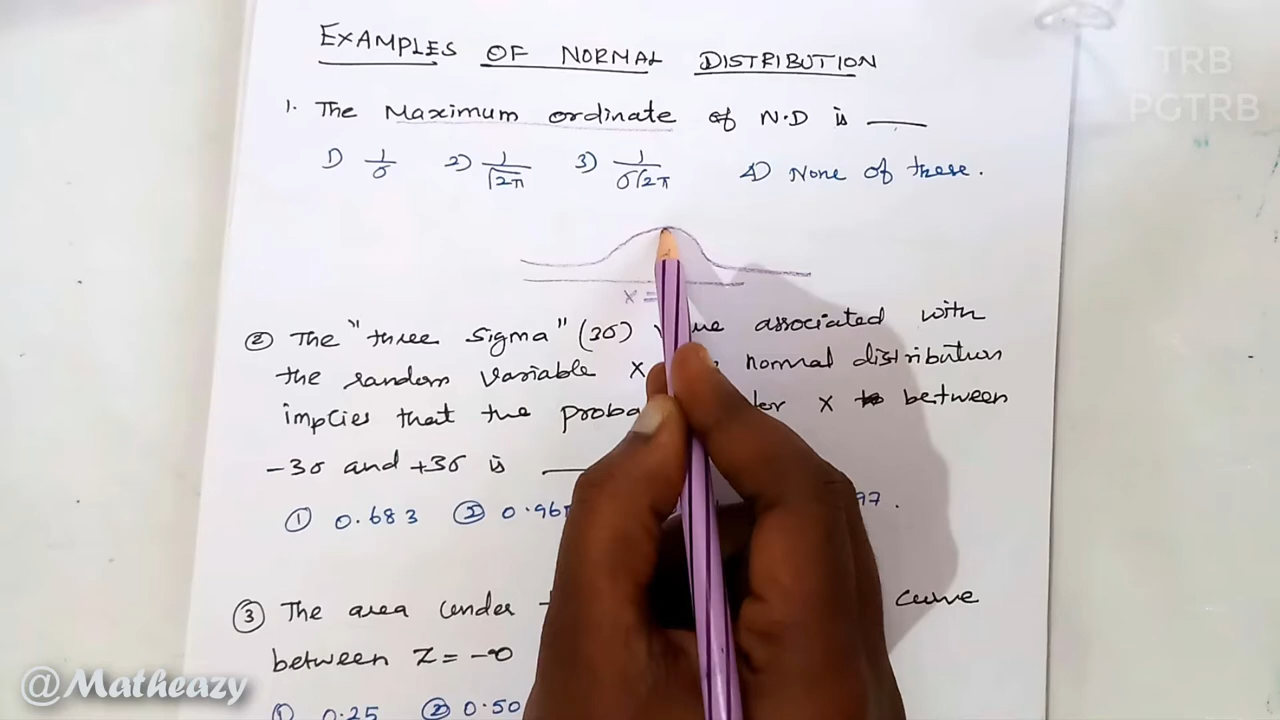 EXAMPLES OF NORMAL DISTRIBUTION
TRB
PGTRB
1. The Maximum ordinate of N.D is ___
1) 1/σ 2) 1/√2π 3) 1/σ√2π 4) None of these.
x =
② The "three sigma" (3σ) associated with
the random variable x normal distribution
implies that the x between
-3σ and +3σ is ___
① 0.683 ② 97.
③ The area under curve
between Z = -∞
① 0.25 ② 0.50
@Matheazy